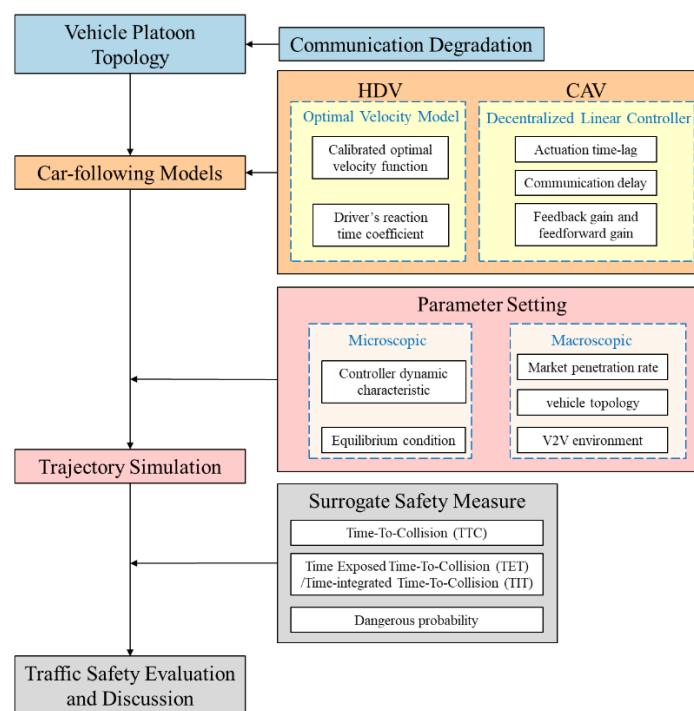 Vehicle Platoon
Topology
Communication Degradation
HDV
CAV
Optimal Velocity Model
Decentralized Linear Controller
Calibrated optimal
velocity function
Actuation time-lag
Communication delay
Car-following Models
Driver's reaction
time coefficient
Feedback gain and
feedforward gain
Parameter Setting
Microscopic
Macroscopic
Controller dynamic
characteristic
Market penetration rate
vehicle topology
Equilibrium condition
V2V environment
Trajectory Simulation
Surrogate Safety Measure
Time-To-Collision (TTC)
Time Exposed Time-To-Collision (TET)
/Time-integrated Time-To-Collision (TIT)
Dangerous probability
Traffic Safety Evaluation
and Discussion